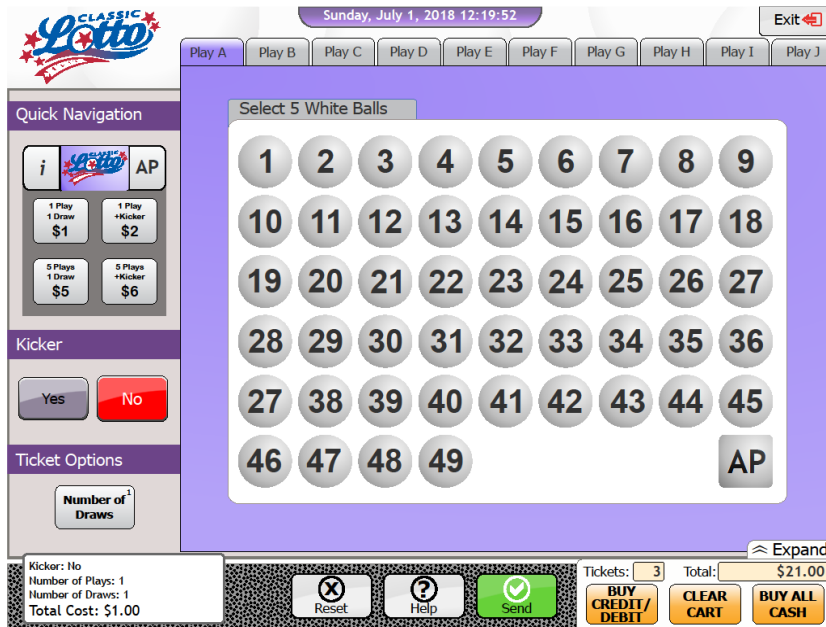 CLASSIC
Lotto
Sunday, July 1, 2018 12:19:52
Exit
Play A Play B Play C Play D Play E Play F Play G Play H Play I Play J
Quick Navigation
i CLASSIC Lotto AP
1 Play 1 Play
1 Draw +Kicker
$1 $2
5 Plays 5 Plays
1 Draw +Kicker
$5 $6
Kicker
Yes No
Ticket Options
Number of 1
Draws
Select 5 White Balls
1 2 3 4 5 6 7 8 9
10 11 12 13 14 15 16 17 18
19 20 21 22 23 24 25 26 27
28 29 30 31 32 33 34 35 36
27 38 39 40 41 42 43 44 45
46 47 48 49 AP
Expand
Kicker: No
Number of Plays: 1
Number of Draws: 1
Total Cost: $1.00
Reset Help Send
Tickets: 3 Total: $21.00
BUY
CREDIT/
DEBIT
CLEAR
CART
BUY ALL
CASH